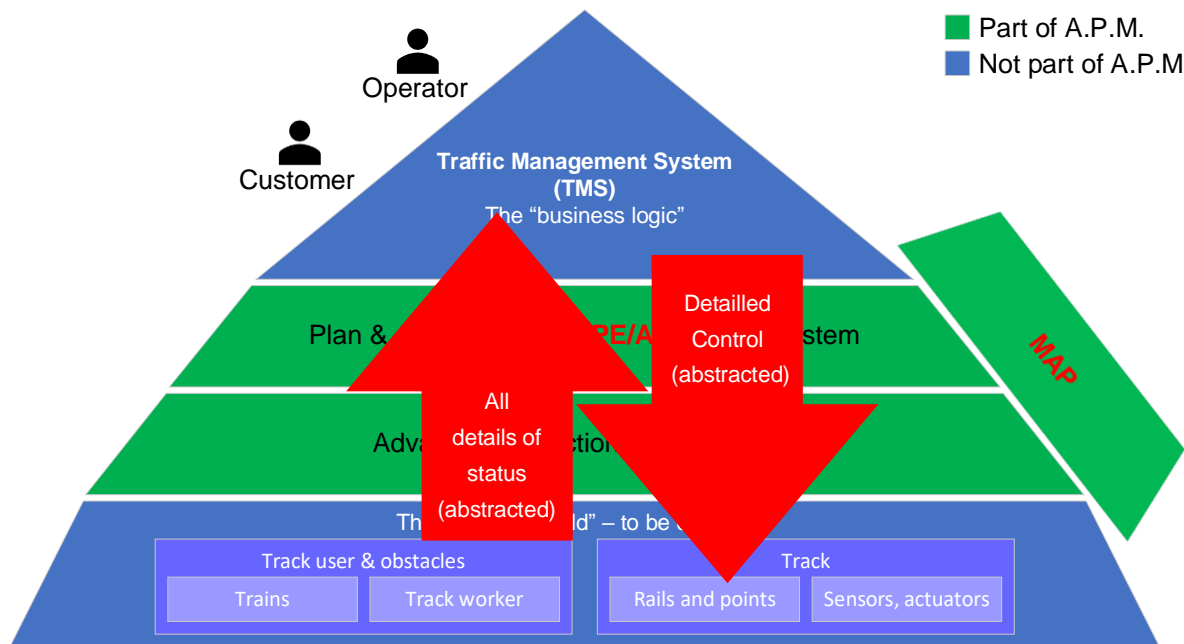 Part of A.P.M.
Not part of A.P.M
Operator
Customer
Traffic Management System
(TMS)
The “business logic”
Plan & PE/A stem
Detailled
Control
(abstracted)
MAP
All
details of
status
(abstracted)
Adva ction
Th ld” – to be
Track user & obstacles
Trains
Track worker
Track
Rails and points
Sensors, actuators